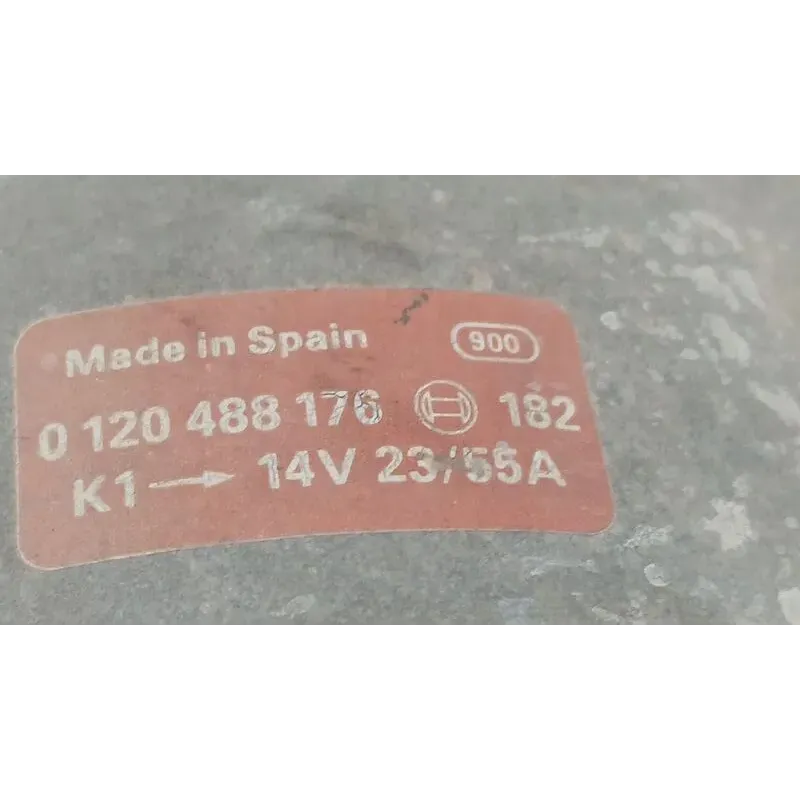 Made in Spain 900
0 120 488 176 182
K1→ 14V 23/55A